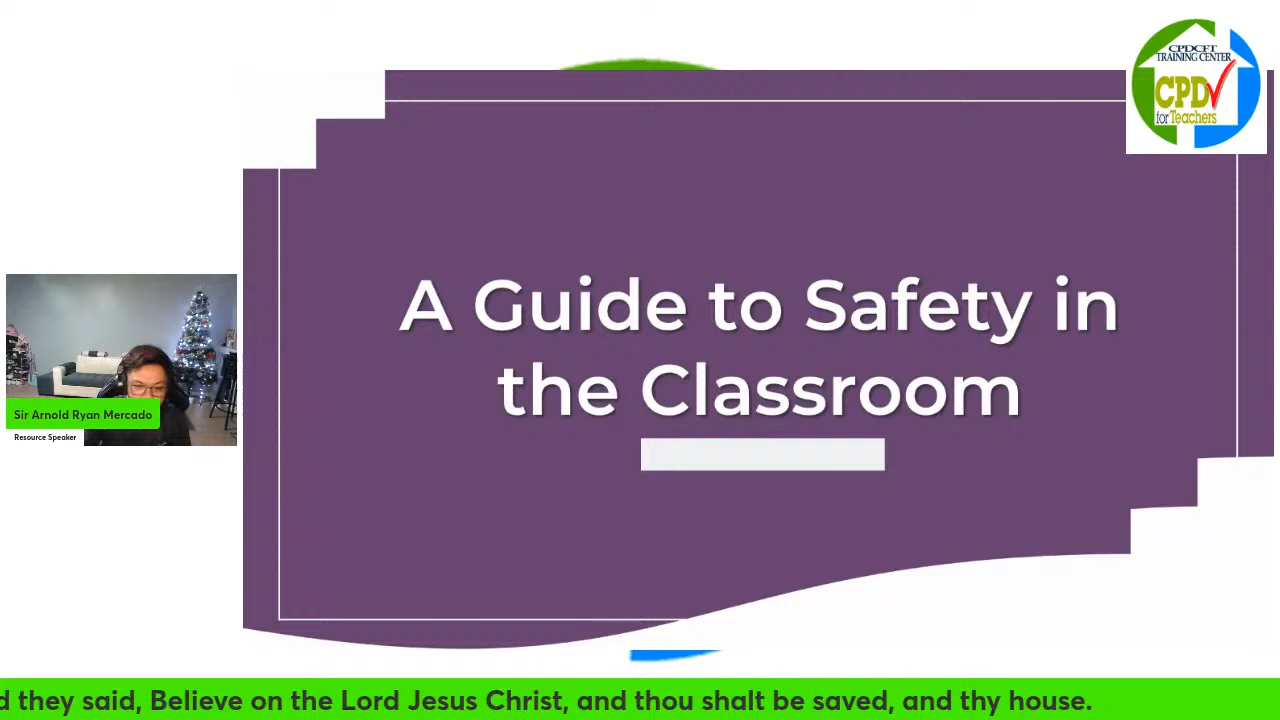 CPDCFT
TRAINING CENTER
CPD
for Teachers
A Guide to Safety in
the Classroom
Sir Arnold Ryan Mercado
Resource Speaker
d they said, Believe on the Lord Jesus Christ, and thou shalt be saved, and thy house.